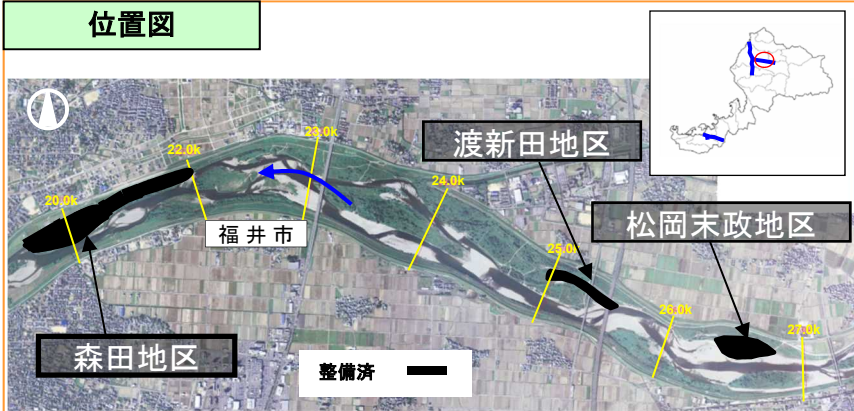 位置図
23.0k
22.0k
渡新田地区
24.0k
20.0k
松岡末政地区
福井市
25.0k
26.0k
27.0k
森田地区
整備済